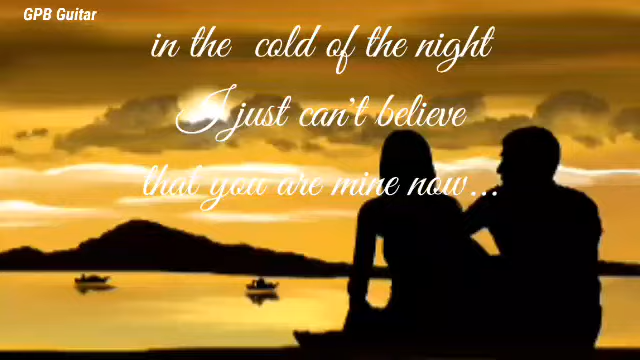 GPB Guitar
in the cold of the night
I just can't believe
that you are mine now...